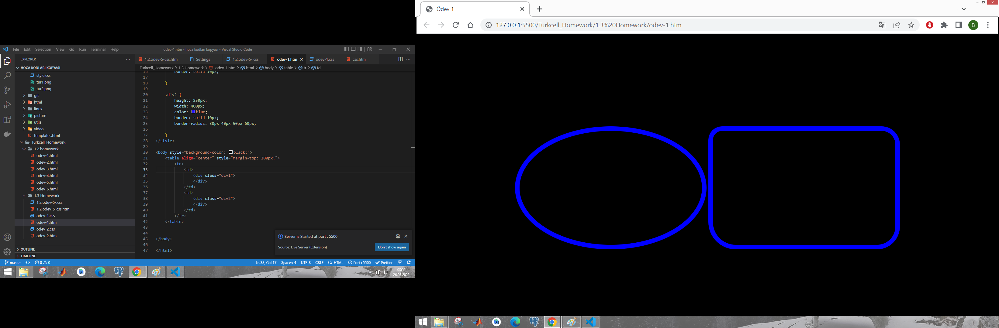 File Edit Selection View Go Run Terminal Help odev-1.htm - hoca kodları kopyası - Visual Studio Code
EXPLORER
HOCA KODLARI KOPYASI
style.css
tur1.png
tur2.png
git
html
linux
picture
utils
video
templates.html
Turkcell_Homework
1.2.homework
odev-1.html
odev-2.html
odev-3.html
odev-4.html
odev-5.html
odev-6.html
1.3 Homework
1.2.odev-5-.css
1.2.odev-5-css.htm
odev-1.css
odev-1.htm
odev-2.css
odev-2.htm
OUTLINE
TIMELINE
1.2.odev-5-css.htm Settings 1.2.odev-5-.css odev-1.htm odev-1.css css.htm
Turkcell_Homework > 1.3 Homework > odev-1.htm > html > body > table > tr > td
16 border: solid 10px;
17
18 }
19
20 .div2 {
21 height: 250px;
22 width: 400px;
23 color: blue;
24 border: solid 10px;
25 border-radius: 30px 40px 50px 60px;
26
27 }
28 </style>
29
30 <body style="background-color: black;">
31 <table align="center" style="margin-top: 200px;">
32 <tr>
33 <td>
34 <div class="div1">
35 </div>
36 </td>
37 <td>
38 <div class="div2">
39 </div>
40 </td>
41 </tr>
42 </table>
43
44
45 </body>
46
47 </html>
Server is Started at port : 5500
Source: Live Server (Extension) Don't show again
master 0 0 Ln 33, Col 17 Spaces: 4 UTF-8 CRLF HTML Port : 5500 Prettier
03:51
26.05.2022
Ödev 1
127.0.0.1:5500/Turkcell_Homework/1.3%20Homework/odev-1.htm
B